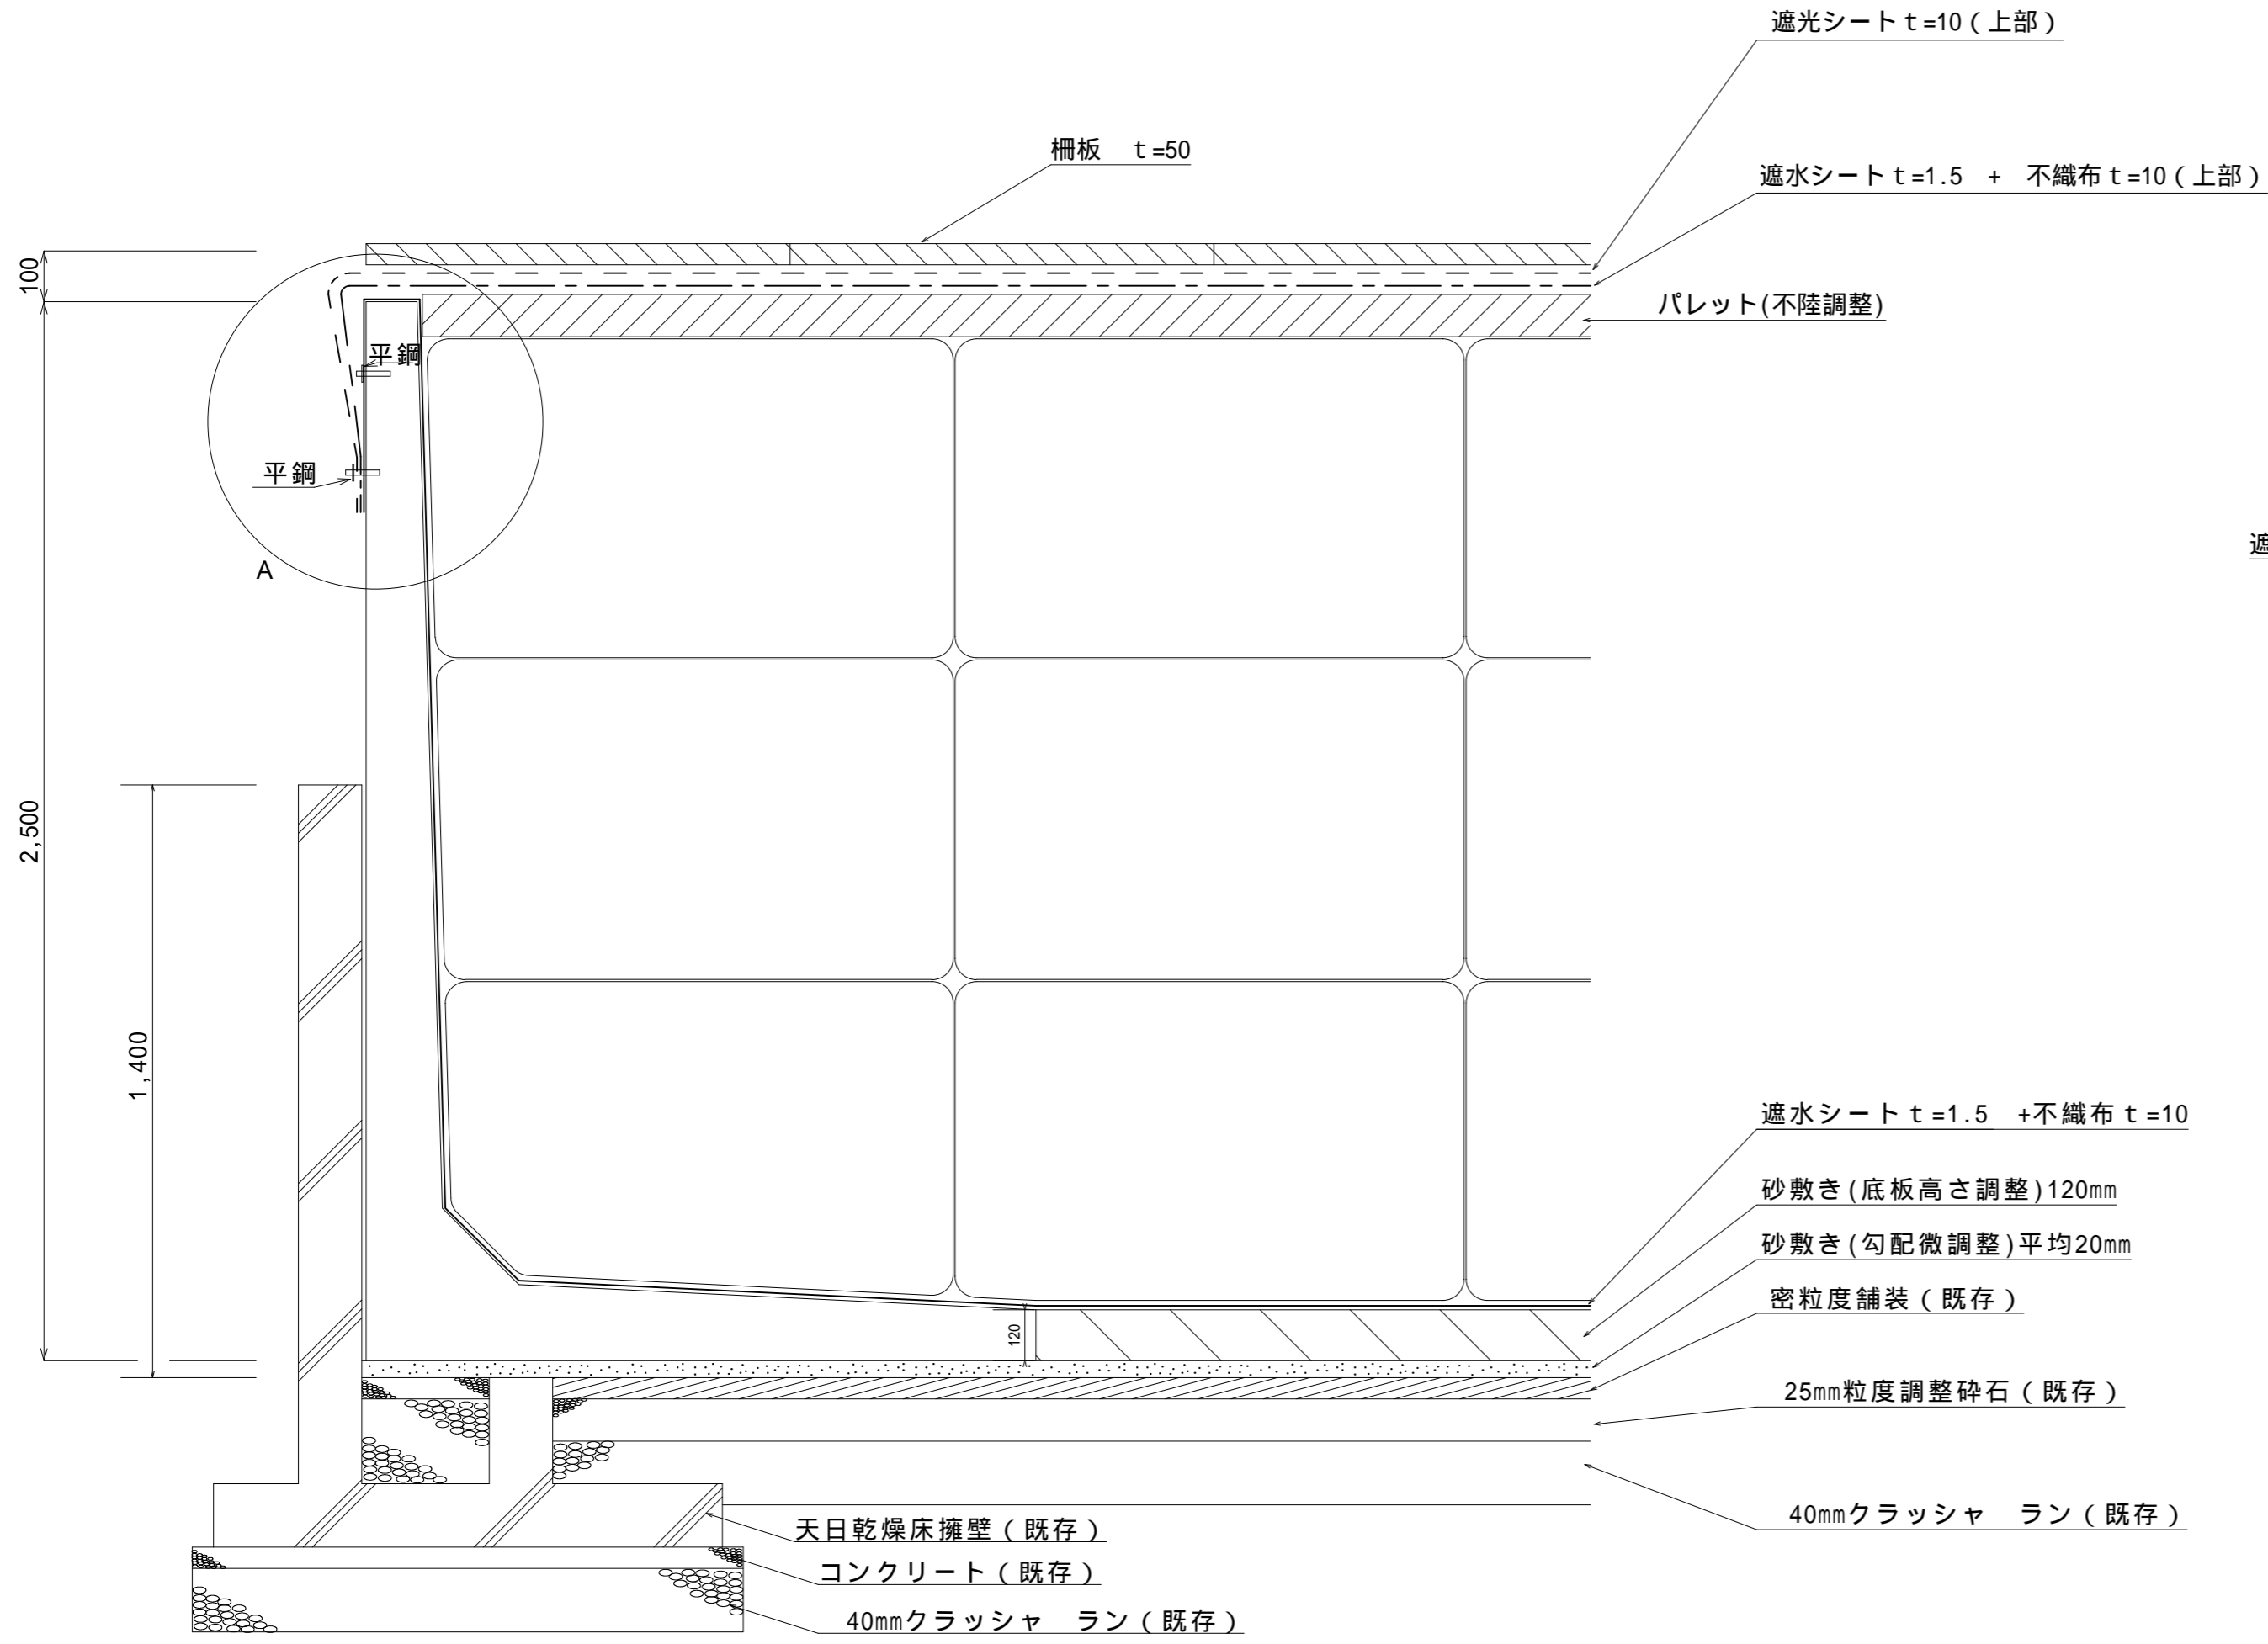 遮光シートt=10(上部)
柵板　t=50
遮水シートt=1.5　+　不織布t=10(上部)
100
パレット(不陸調整)
平鋼
平鋼
遮
A
2,500
1,400
遮水シートt=1.5　+不織布t=10
砂敷き(底板高さ調整)120㎜
砂敷き(勾配微調整)平均20㎜
密粒度舗装(既存)
120
25㎜粒度調整砕石(既存)
40㎜クラッシャ　ラン(既存)
天日乾燥床擁壁(既存)
コンクリート(既存)
40㎜クラッシャ　ラン(既存)